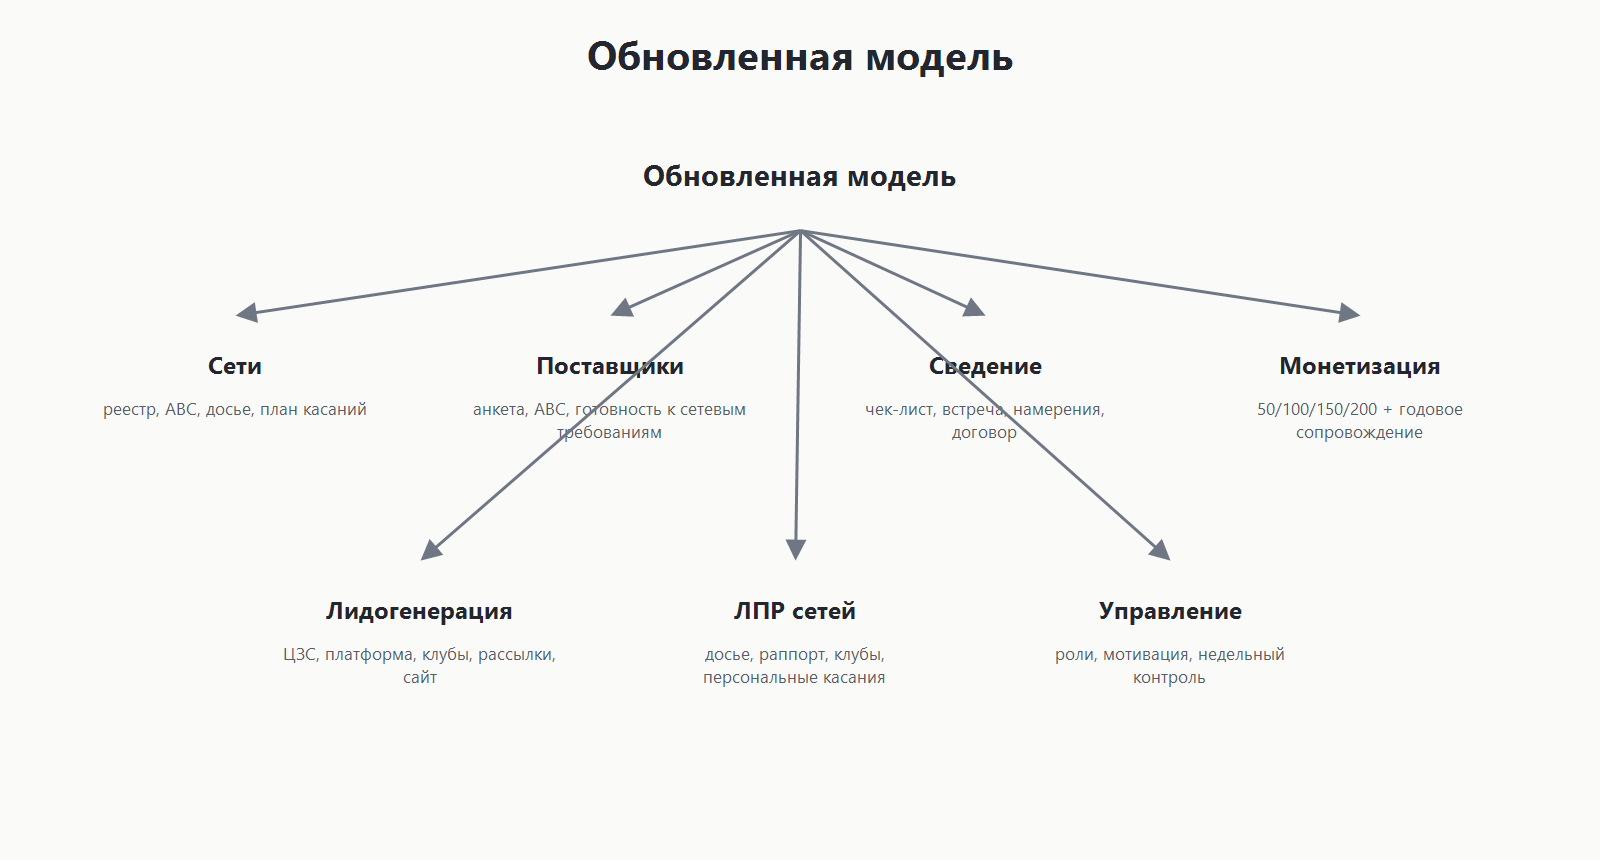 Обновленная модель
Обновленная модель
Сети
реестр, ABC, досье, план касаний
Поставщики
анкета, ABC, готовность к сетевым
требованиям
Сведение
чек-лист, встреча, намерения,
договор
Монетизация
50/100/150/200 + годовое
сопровождение
Лидогенерация
ЦЗС, платформа, клубы, рассылки,
сайт
ЛПР сетей
досье, раппорт, клубы,
персональные касания
Управление
роли, мотивация, недельный
контроль